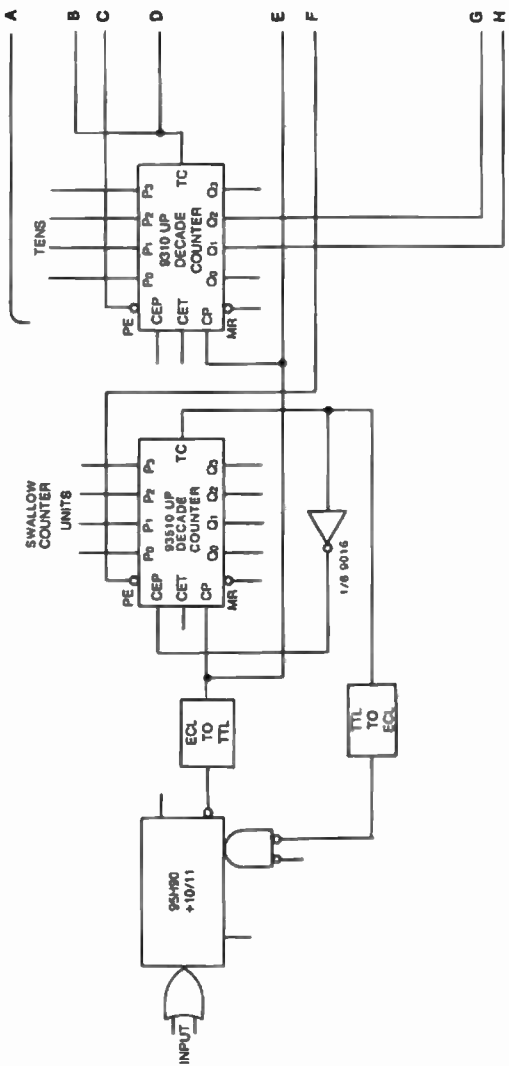 A
B
C
D
E
F
G
H
TENS
P0 P1 P2 P3
PE
CEP
CET
CP
MR
9310 UP
DECADE
COUNTER
TC
Q0 Q1 Q2 Q3
SWALLOW
COUNTER
UNITS
P0 P1 P2 P3
PE
CEP
CET
CP
MR
93510 UP
DECADE
COUNTER
TC
Q0 Q1 Q2 Q3
1/6 9016
ECL
TO
TTL
TTL
TO
ECL
95H90
÷10/11
INPUT